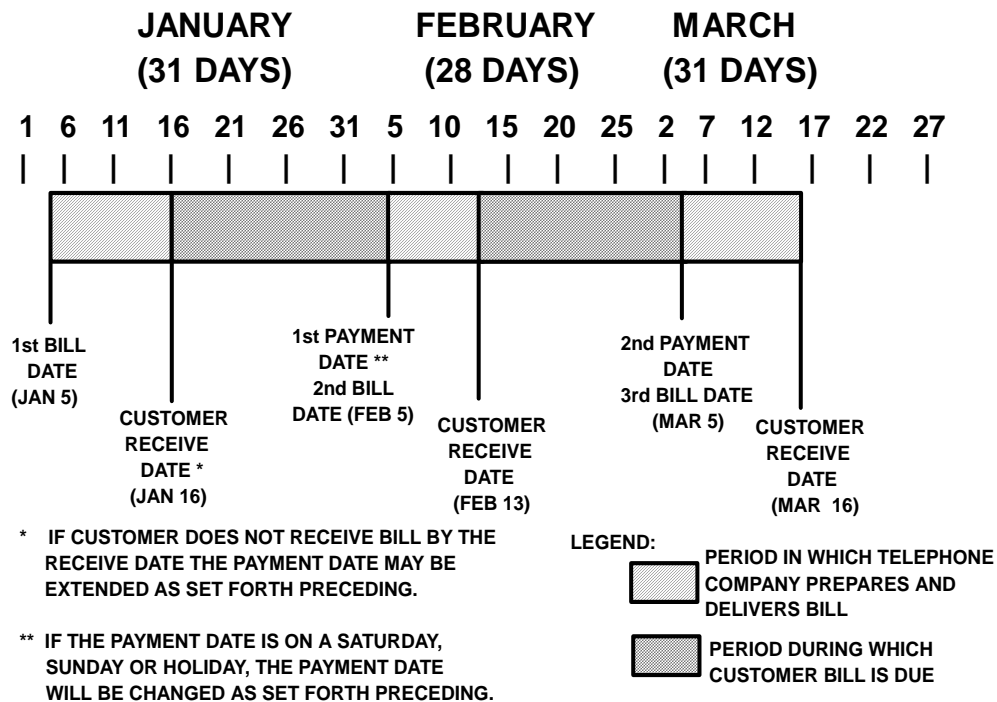 JANUARY FEBRUARY MARCH
(31 DAYS) (28 DAYS) (31 DAYS)
1 6 11 16 21 26 31 5 10 15 20 25 2 7 12 17 22 27
1st BILL
DATE
(JAN 5)
CUSTOMER
RECEIVE
DATE *
(JAN 16)
1st PAYMENT
DATE **
2nd BILL
DATE (FEB 5)
CUSTOMER
RECEIVE
DATE
(FEB 13)
2nd PAYMENT
DATE
3rd BILL DATE
(MAR 5)
CUSTOMER
RECEIVE
DATE
(MAR 16)
* IF CUSTOMER DOES NOT RECEIVE BILL BY THE
RECEIVE DATE THE PAYMENT DATE MAY BE
EXTENDED AS SET FORTH PRECEDING.
** IF THE PAYMENT DATE IS ON A SATURDAY,
SUNDAY OR HOLIDAY, THE PAYMENT DATE
WILL BE CHANGED AS SET FORTH PRECEDING.
LEGEND:
PERIOD IN WHICH TELEPHONE
COMPANY PREPARES AND
DELIVERS BILL
PERIOD DURING WHICH
CUSTOMER BILL IS DUE